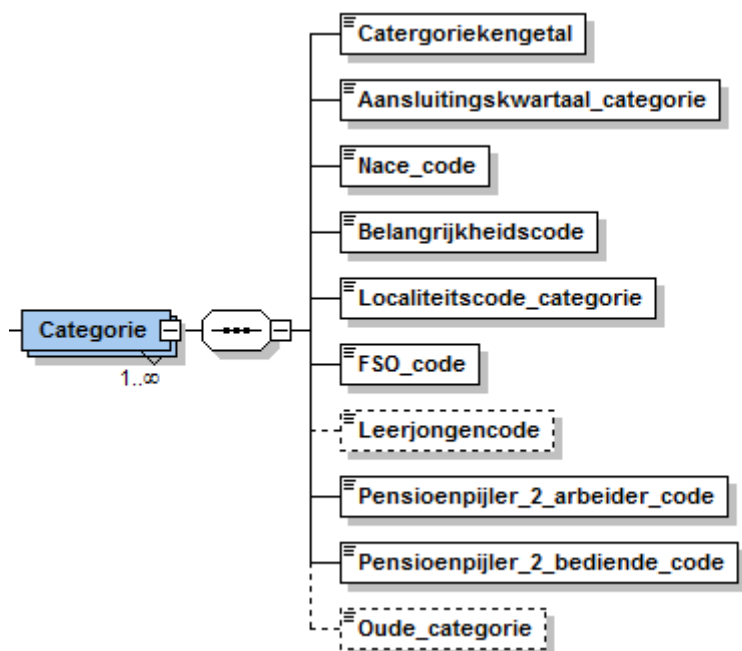 Catergoriekengetal
Aansluitingskwartaal_categorie
Nace_code
Belangrijkheidscode
Localiteitscode_categorie
Categorie
1..∞
FSO_code
Leerjongencode
Pensioenpijler_2_arbeider_code
Pensioenpijler_2_bediende_code
Oude_categorie